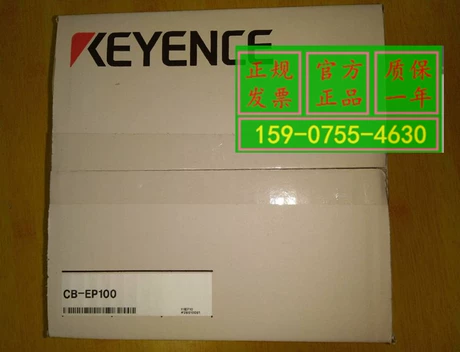 KEYENCE
正规 官方 质保
发票 正品 一年
159-0755-4630
CB-EP100